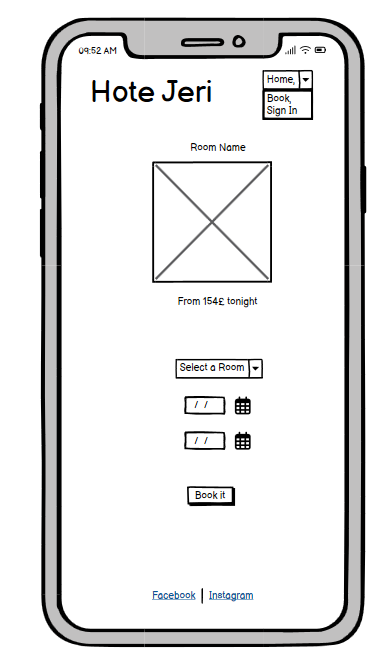 09:52 AM
Hote Jeri
Home,
Book,
Sign In
Room Name
From 154£ tonight
Select a Room
/ /
/ /
Book it
Facebook | Instagram